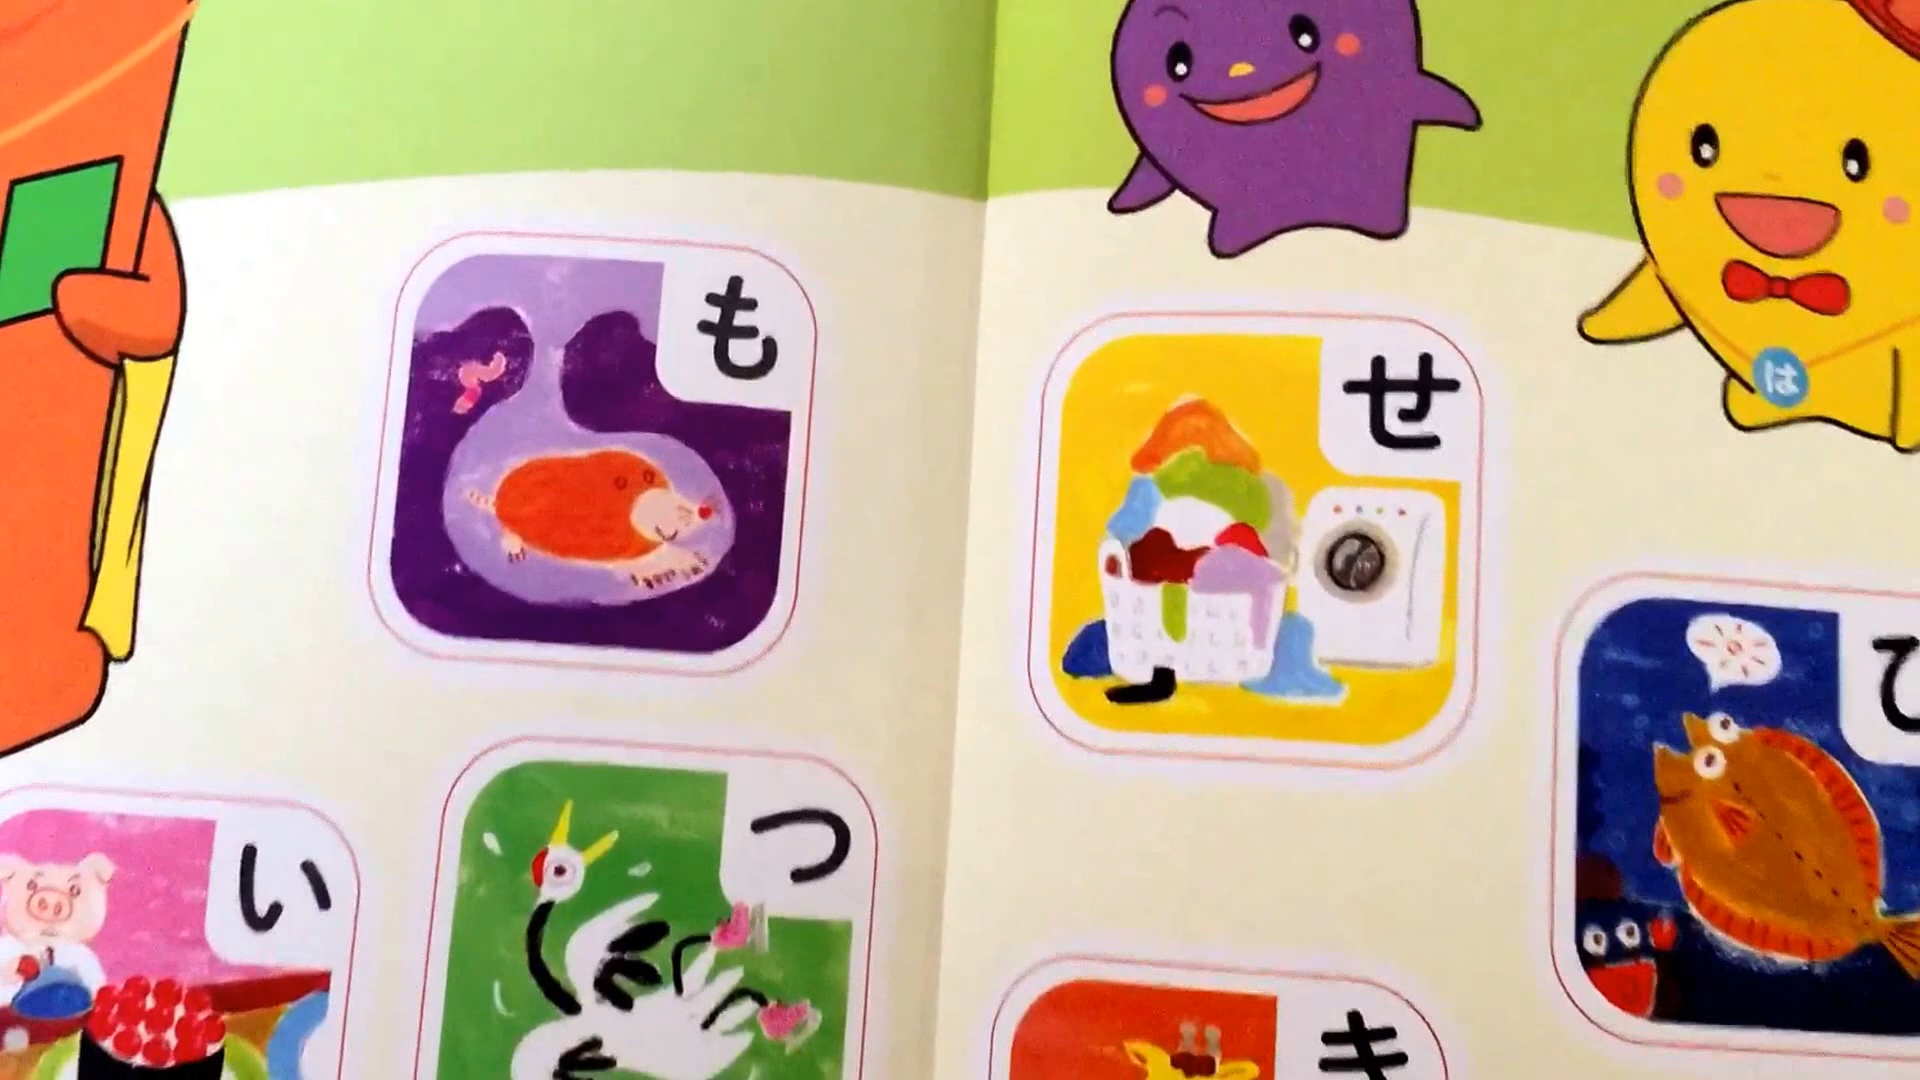 も
せ
は
ひ
い
つ
き